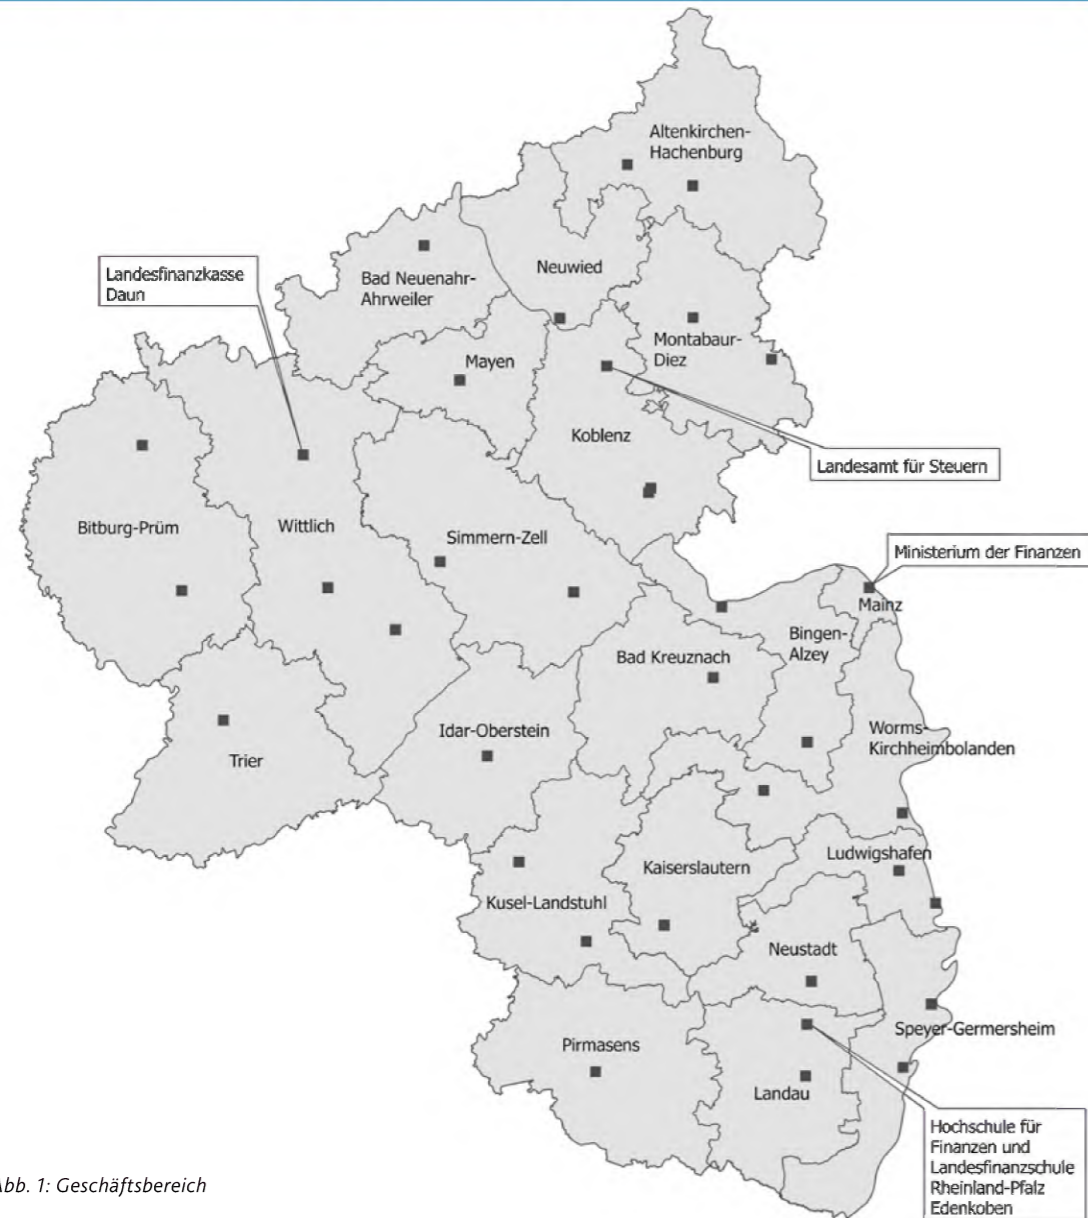 Altenkirchen-
Hachenburg
Landesfinanzkasse
Daun
Bad Neuenahr-
Ahrweiler
Neuwied
Mayen
Montabaur-
Diez
Koblenz
Landesamt für Steuern
Bitburg-Prüm
Wittlich
Simmern-Zell
Ministerium der Finanzen
Mainz
Bingen-
Alzey
Bad Kreuznach
Worms-
Kirchheimbolanden
Idar-Oberstein
Trier
Ludwigshafen
Kaiserslautern
Kusel-Landstuhl
Neustadt
Speyer-Germersheim
Pirmasens
Landau
Hochschule für
Finanzen und
Landesfinanzschule
Rheinland-Pfalz
Edenkoben
Abb. 1: Geschäftsbereich